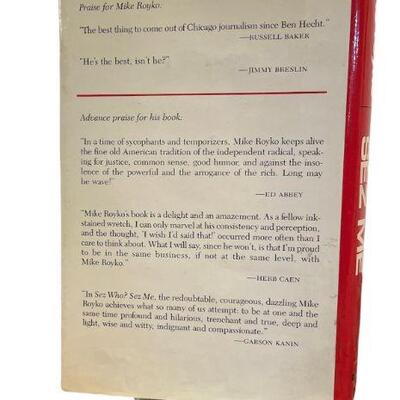 Praise for Mike Royko:
"The best thing to come out of Chicago journalism since Ben Hecht."
—RUSSELL BAKER
"He's the best, isn't he?"
—JIMMY BRESLIN
Advance praise for his book:
"In a time of sycophants and temporizers, Mike Royko keeps alive
the fine old American tradition of the independent radical, speak-
ing for justice, common sense, good humor, and against the inso-
lence of the powerful and the arrogance of the rich. Long may
he wave!"
—ED ABBEY
"Mike Royko's book is a delight and an amazement. As a fellow ink-
stained wretch, I can only marvel at his consistency and perception,
and the thought, 'I wish I'd said that!' occurred more often than I
care to think about. What I will say, since he won't, is that I'm proud
to be in the same business, if not at the same level, with
Mike Royko."
—HERB CAEN
"In Sez Who? Sez Me, the redoubtable, courageous, dazzling Mike
Royko achieves what so many of us attempt: to be at one and the
same time profound and hilarious, trenchant and true, deep and
light, wise and witty, indignant and compassionate."
—GARSON KANIN
SEZ ME